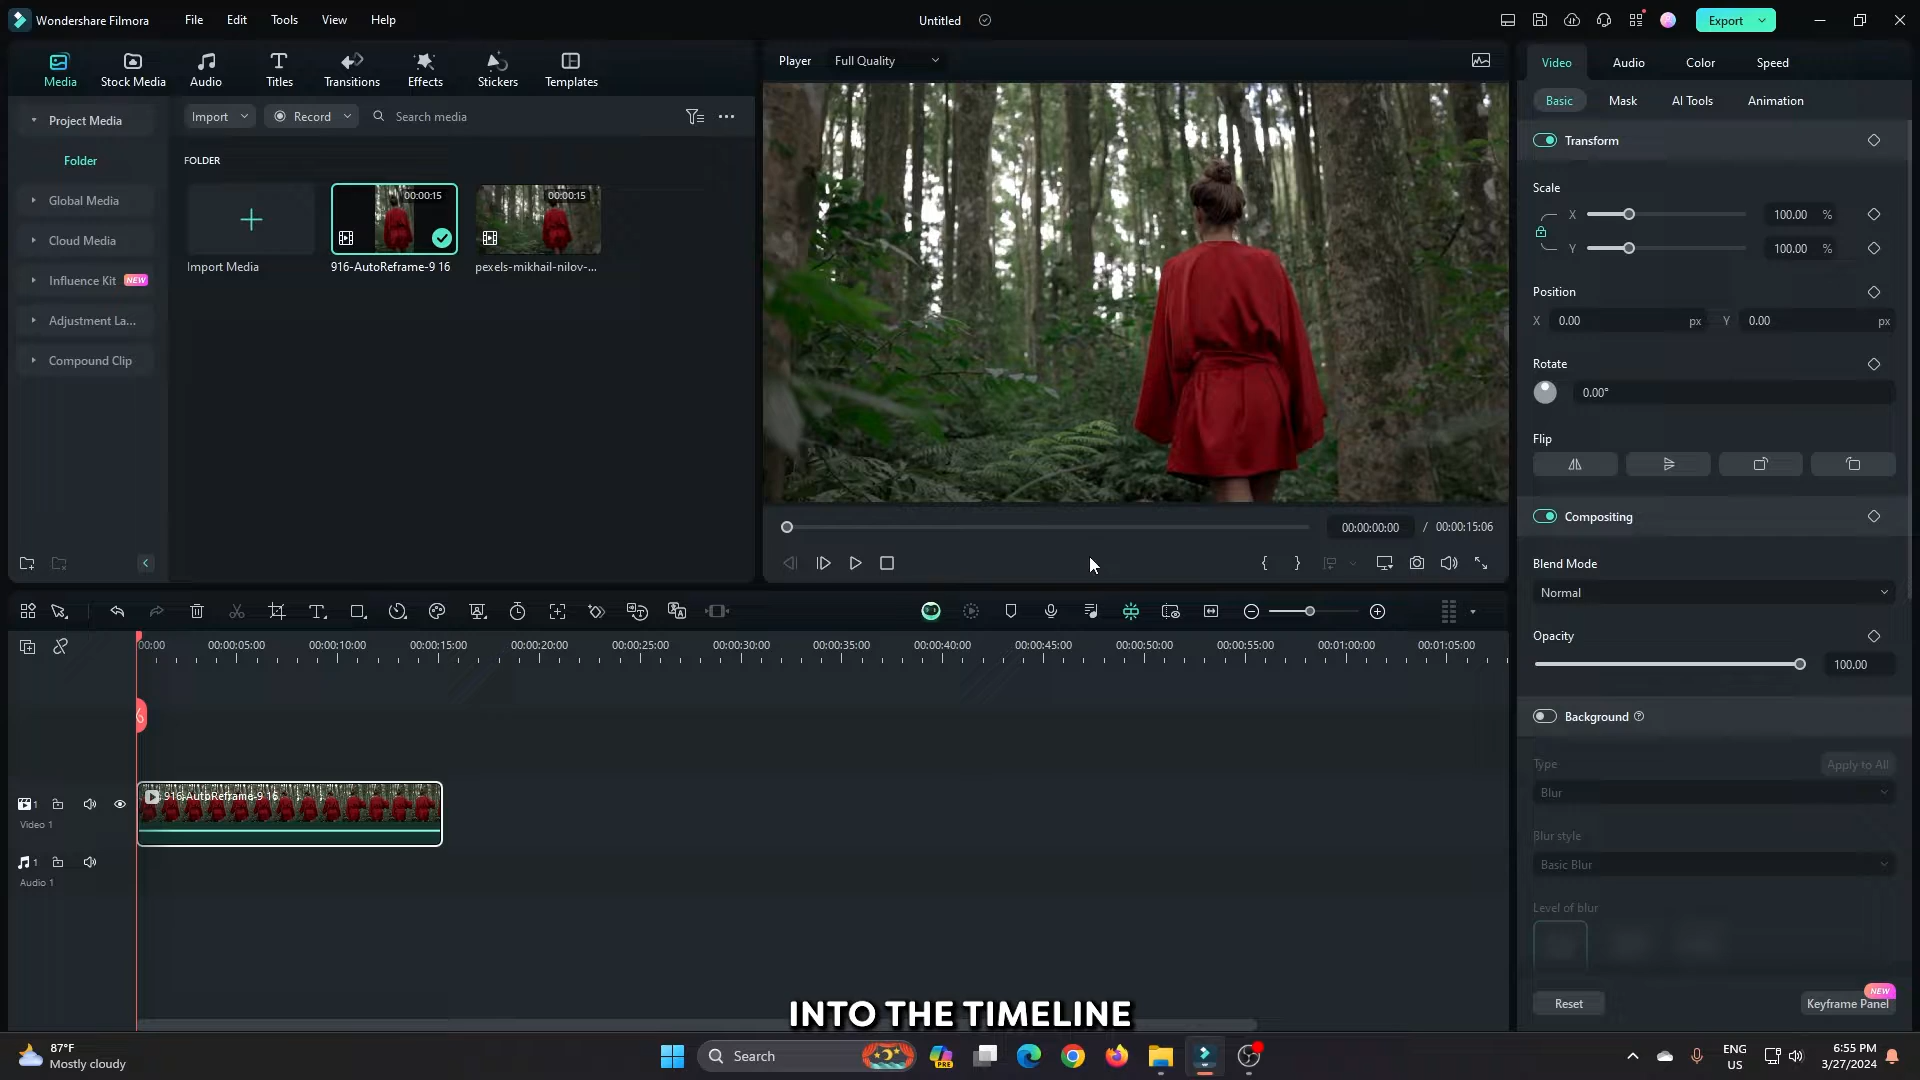 Wondershare Filmora
File
Edit
Tools
View
Help
Untitled
Export
Media
Stock Media
Audio
Titles
Transitions
Effects
Stickers
Templates
Project Media
Folder
Global Media
Cloud Media
Influence Kit NEW
Adjustment La...
Compound Clip
Import
Record
Search media
FOLDER
Import Media
00:00:15
916-AutoReframe-9 16
00:00:15
pexels-mikhail-nilov-...
Player
Full Quality
00:00:00:00 / 00:00:15:06
Video
Audio
Color
Speed
Basic
Mask
AI Tools
Animation
Transform
Scale
X 100.00 %
Y 100.00 %
Position
X 0.00 px Y 0.00 px
Rotate
0.00°
Flip
Compositing
Blend Mode
Normal
Opacity
100.00
Background
Type
Apply to All
Blur
Blur style
Basic Blur
Level of blur
Reset
NEW
Keyframe Panel
00:00 00:00:05:00 00:00:10:00 00:00:15:00 00:00:20:00 00:00:25:00 00:00:30:00 00:00:35:00 00:00:40:00 00:00:45:00 00:00:50:00 00:00:55:00 00:01:00:00 00:01:05:00
916-AutoReframe-9 16
1
Video 1
1
Audio 1
INTO THE TIMELINE
87°F
Mostly cloudy
Search
PRE
ENG
US
6:55 PM
3/27/2024